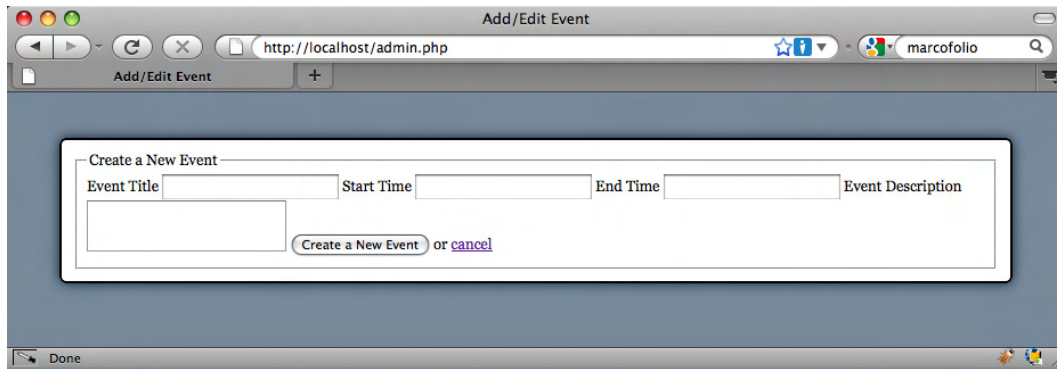 Add/Edit Event
http://localhost/admin.php
marcofolio
Add/Edit Event
+
Create a New Event
Event Title Start Time End Time Event Description
Create a New Event or cancel
Done